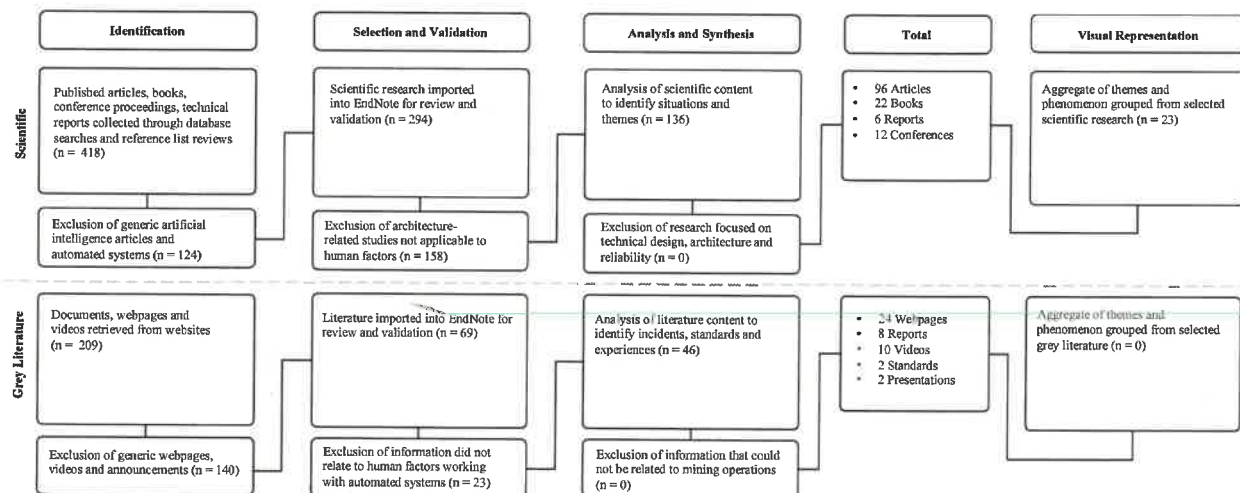 Identification
Selection and Validation
Analysis and Synthesis
Total
Visual Representation
Scientific
Published articles, books,
conference proceedings, technical
reports collected through database
searches and reference list reviews
(n = 418)
Exclusion of generic artificial
intelligence articles and
automated systems (n = 124)
Scientific research imported
into EndNote for review and
validation (n = 294)
Exclusion of architecture-
related studies not applicable to
human factors (n = 158)
Analysis of scientific content
to identify situations and
themes (n = 136)
Exclusion of research focused on
technical design, architecture and
reliability (n = 0)
• 96 Articles
• 22 Books
• 6 Reports
• 12 Conferences
Aggregate of themes and
phenomenon grouped from selected
scientific research (n = 23)
Grey Literature
Documents, webpages and
videos retrieved from websites
(n = 209)
Exclusion of generic webpages,
videos and announcements (n = 140)
Literature imported into EndNote for
review and validation (n = 69)
Exclusion of information did not
relate to human factors working
with automated systems (n = 23)
Analysis of literature content to
identify incidents, standards and
experiences (n = 46)
Exclusion of information that could
not be related to mining operations
(n = 0)
• 24 Webpages
• 8 Reports
• 10 Videos
• 2 Standards
• 2 Presentations
Aggregate of themes and
phenomenon grouped from selected
grey literature (n = 0)